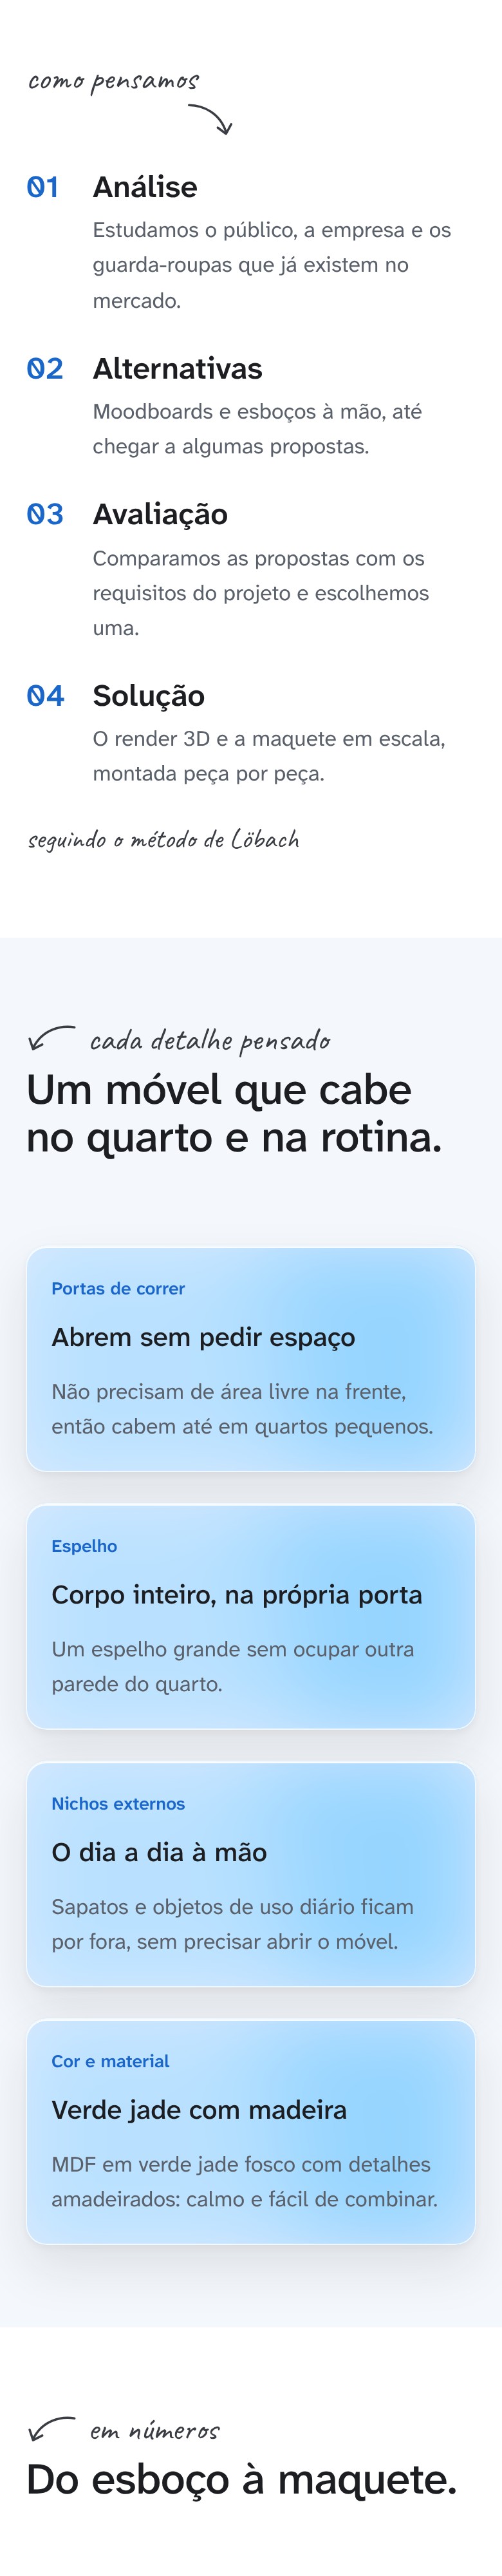 como pensamos
01 Análise
Estudamos o público, a empresa e os
guarda-roupas que já existem no
mercado.
02 Alternativas
Moodboards e esboços à mão, até
chegar a algumas propostas.
03 Avaliação
Comparamos as propostas com os
requisitos do projeto e escolhemos
uma.
04 Solução
O render 3D e a maquete em escala,
montada peça por peça.
seguindo o método de Löbach
cada detalhe pensado
Um móvel que cabe
no quarto e na rotina.
Portas de correr
Abrem sem pedir espaço
Não precisam de área livre na frente,
então cabem até em quartos pequenos.
Espelho
Corpo inteiro, na própria porta
Um espelho grande sem ocupar outra
parede do quarto.
Nichos externos
O dia a dia à mão
Sapatos e objetos de uso diário ficam
por fora, sem precisar abrir o móvel.
Cor e material
Verde jade com madeira
MDF em verde jade fosco com detalhes
amadeirados: calmo e fácil de combinar.
em números
Do esboço à maquete.